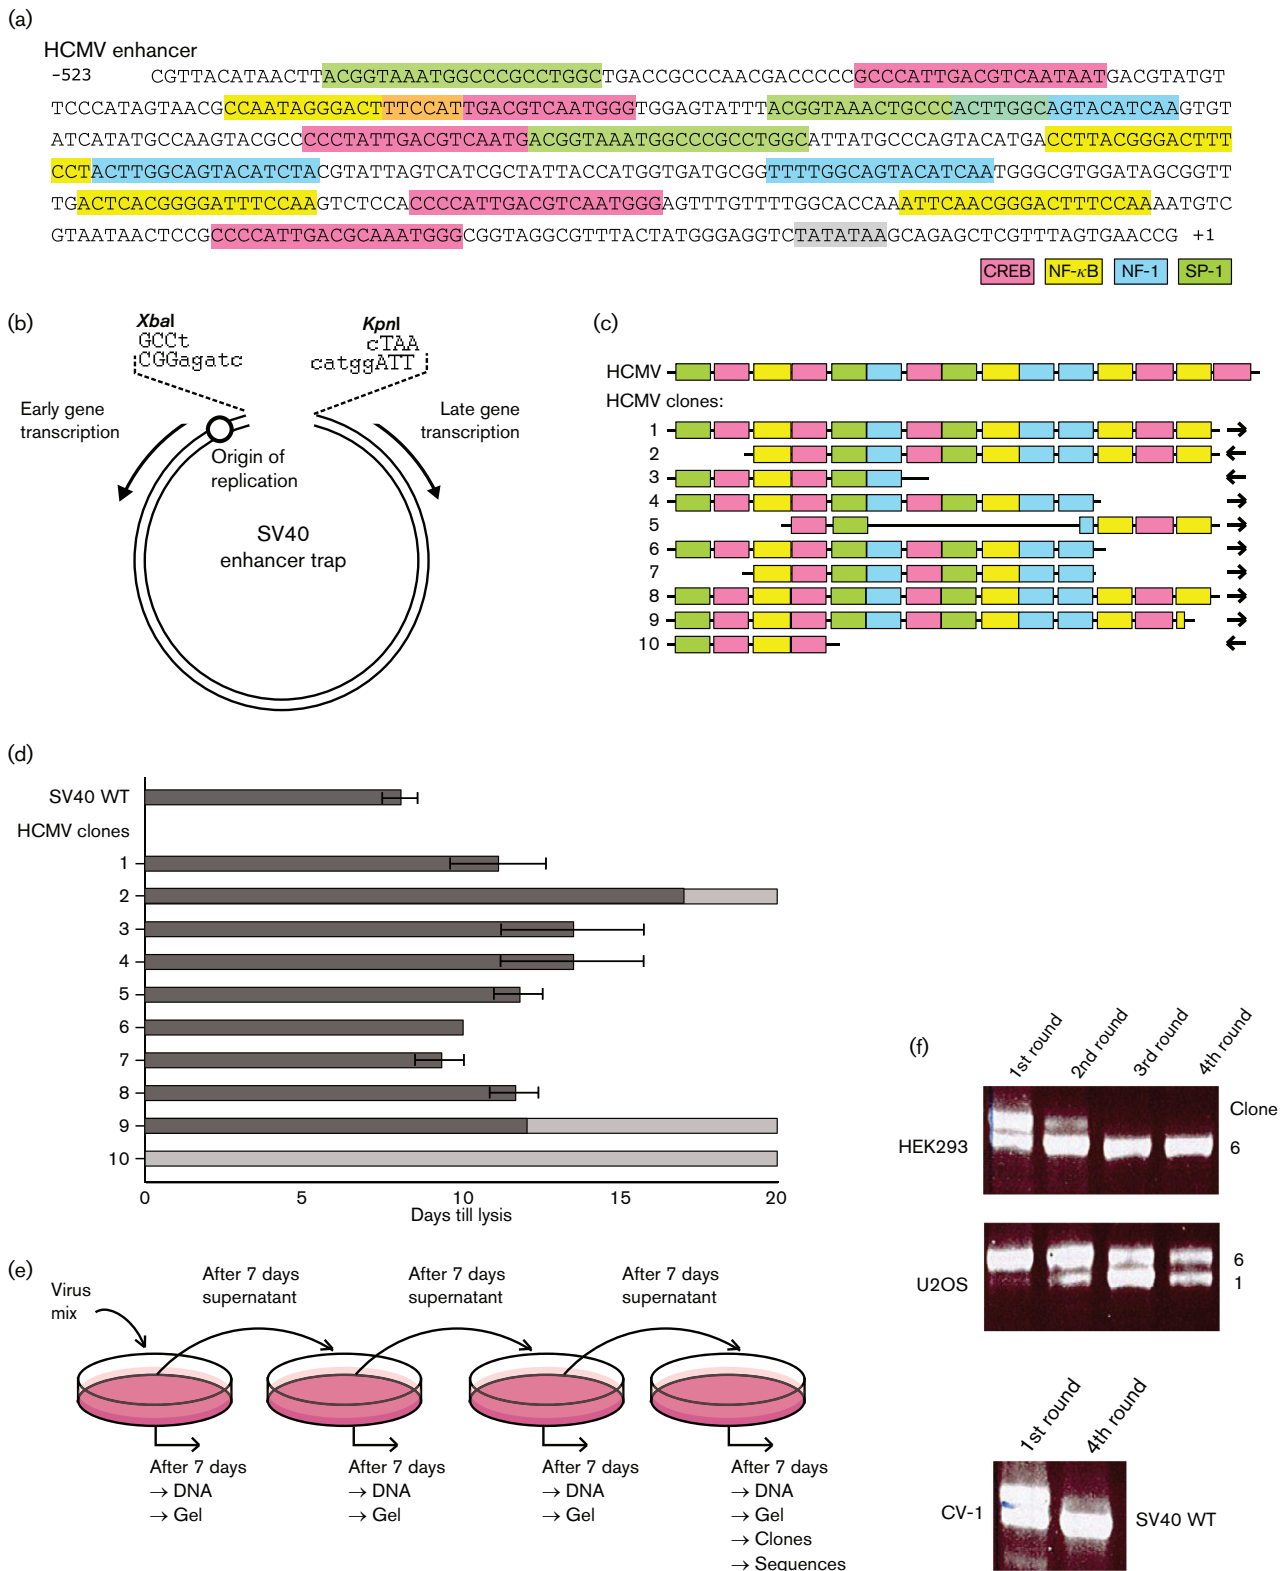 (a)
HCMV enhancer
-523 CGTTACATAACTTACGGTAAATGGCCCGCCTGGCTGACCGCCCAACGACCCCCGCCCATTGACGTCAATAATGACGTATGT
TCCCATAGTAACGCCAATAGGGACTTTCCATTGACGTCAATGGGTGGAGTATTTACGGTAAACTGCCCACTTGGCAGTACATCAAGTGT
ATCATATGCCAAGTACGCCCCCTATTGACGTCAATGACGGTAAATGGCCCGCCTGGCATTATGCCCAGTACATGACCTTACGGGACTTT
CCTACTTGGCAGTACATCTACGTATTAGTCATCGCTATTACCATGGTGATGCGGTTTTGGCAGTACATCAATGGGCGTGGATAGCGGTT
TGACTCACGGGGATTTCCAAGTCTCCACCCCATTGACGTCAATGGGAGTTTGTTTTGGCACCAAATTCAACGGGACTTTCCAAAATGTC
GTAATAACTCCGCCCCATTGACGCAAATGGGCGGTAGGCGTTTACTATGGGAGGTCTATATAAGCAGAGCTCGTTTAGTGAACCG +1
CREB NF-κB NF-1 SP-1
(b)
XbaI
GCCt
CGGagatc
KpnI
cTAA
catggATT
Early gene
transcription
Late gene
transcription
Origin of
replication
SV40
enhancer trap
(c)
HCMV
HCMV clones:
1
2
3
4
5
6
7
8
9
10
(d)
SV40 WT
HCMV clones
1
2
3
4
5
6
7
8
9
10
0 5 10 15 20
Days till lysis
(e)
Virus
mix
After 7 days
supernatant
After 7 days
supernatant
After 7 days
supernatant
After 7 days
→ DNA
→ Gel
After 7 days
→ DNA
→ Gel
After 7 days
→ DNA
→ Gel
After 7 days
→ DNA
→ Gel
→ Clones
→ Sequences
(f)
1st round
2nd round
3rd round
4th round
Clone
HEK293
6
U2OS
6
1
1st round
4th round
CV-1
SV40 WT